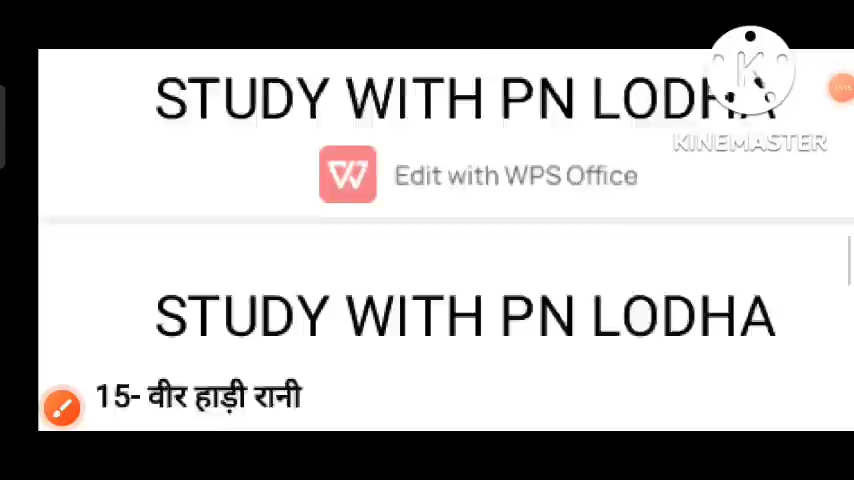 STUDY WITH PN LODHA
KINEMASTER
Edit with WPS Office
STUDY WITH PN LODHA
15- वीर हाड़ी रानी